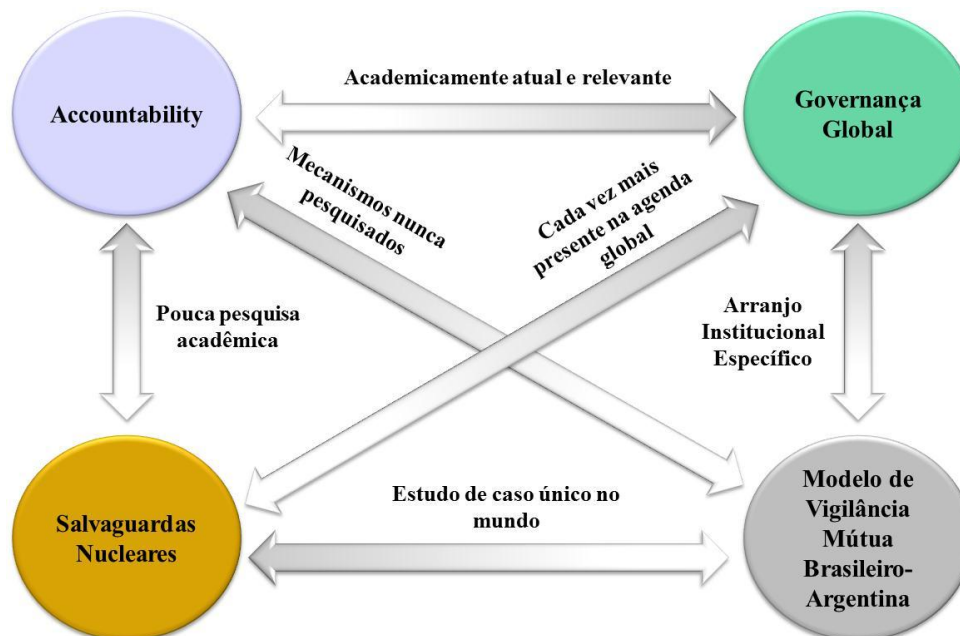 Academicamente atual e relevante
Accountability
Governança
Global
Mecanismos nunca
pesquisados
Cada vez mais
presente na agenda
global
Pouca pesquisa
acadêmica
Arranjo
Institucional
Específico
Estudo de caso único no
mundo
Salvaguardas
Nucleares
Modelo de
Vigilância
Mútua
Brasileiro-
Argentina